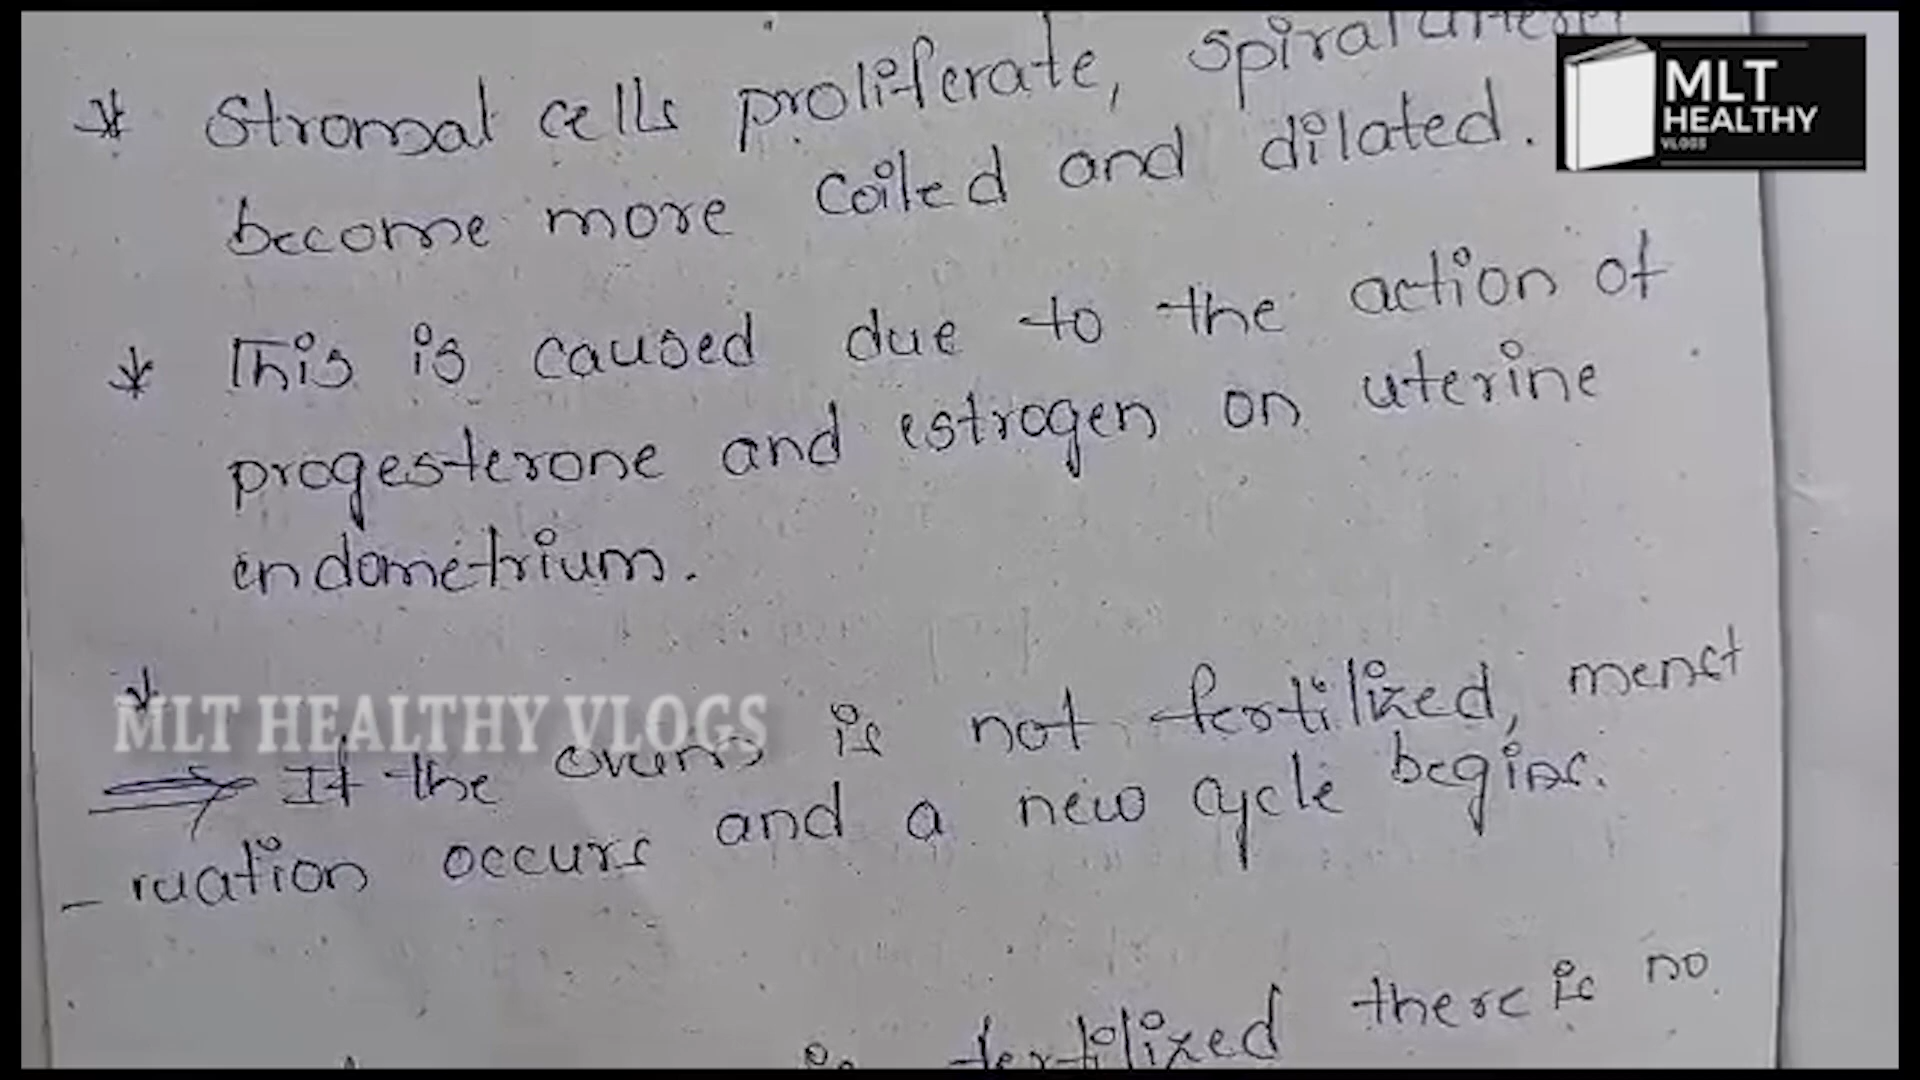 * Stromal cells proliferate, spiral
become more coiled and dilated.
* This is caused due to the action of
progesterone and estrogen on uterine
endometrium.
*
⇒ If the ovum is not fertilized, menst
-ruation occurs and a new cycle begins.
is fertilized there is no
MLT
HEALTHY
VLOGS
MLT HEALTHY VLOGS